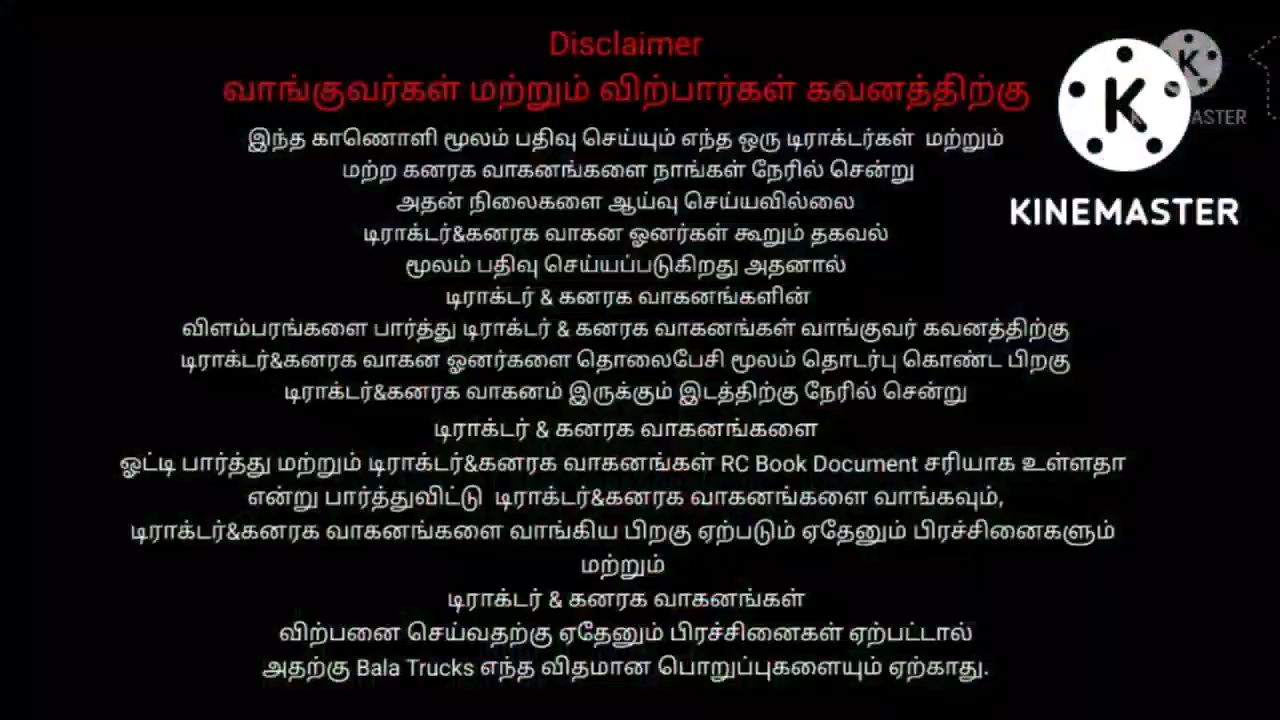 Disclaimer
வாங்குவர்கள் மற்றும் விற்பார்கள் கவனத்திற்கு
இந்த காணொளி மூலம் பதிவு செய்யும் எந்த ஒரு டிராக்டர்கள் மற்றும்
மற்ற கனரக வாகனங்களை நாங்கள் நேரில் சென்று
அதன் நிலைகளை ஆய்வு செய்யவில்லை
டிராக்டர்&கனரக வாகன ஓனர்கள் கூறும் தகவல்
மூலம் பதிவு செய்யப்படுகிறது அதனால்
டிராக்டர் & கனரக வாகனங்களின்
விளம்பரங்களை பார்த்து டிராக்டர் & கனரக வாகனங்கள் வாங்குவர் கவனத்திற்கு
டிராக்டர்&கனரக வாகன ஓனர்களை தொலைபேசி மூலம் தொடர்பு கொண்ட பிறகு
டிராக்டர்&கனரக வாகனம் இருக்கும் இடத்திற்கு நேரில் சென்று
டிராக்டர் & கனரக வாகனங்களை
ஓட்டி பார்த்து மற்றும் டிராக்டர்&கனரக வாகனங்கள் RC Book Document சரியாக உள்ளதா
என்று பார்த்துவிட்டு டிராக்டர்&கனரக வாகனங்களை வாங்கவும்,
டிராக்டர்&கனரக வாகனங்களை வாங்கிய பிறகு ஏற்படும் ஏதேனும் பிரச்சினைகளும்
மற்றும்
டிராக்டர் & கனரக வாகனங்கள்
விற்பனை செய்வதற்கு ஏதேனும் பிரச்சினைகள் ஏற்பட்டால்
அதற்கு Bala Trucks எந்த விதமான பொறுப்புகளையும் ஏற்காது.
K
KINEMASTER
K
ASTER